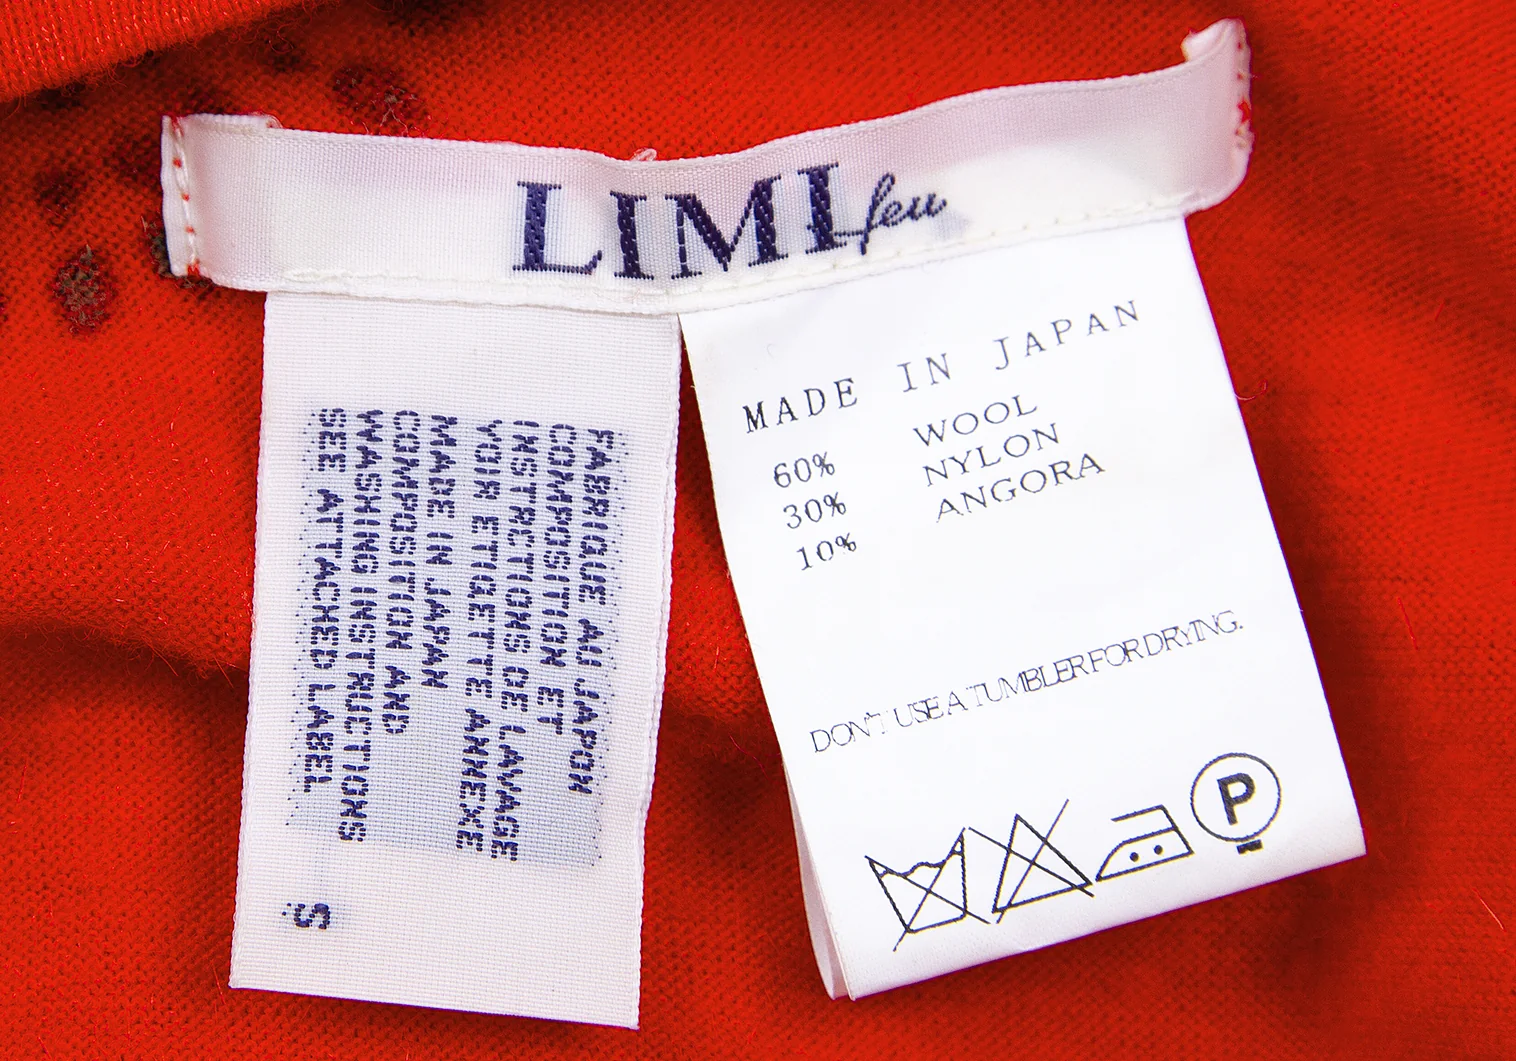 LIMI feu
FABRIQUE AU JAPON
COMPOSITION ET
INSTRCTIONS DE LAVAGE
VOIR ETIQETTE ANNEXE
MADE IN JAPAN
COMPOSITION AND
WASHING INSTRUCTIONS
SEE ATTACHED LABEL
S
MADE IN JAPAN
60% WOOL
30% NYLON
10% ANGORA
DON'T USE A TUMBLER FOR DRYING.
P